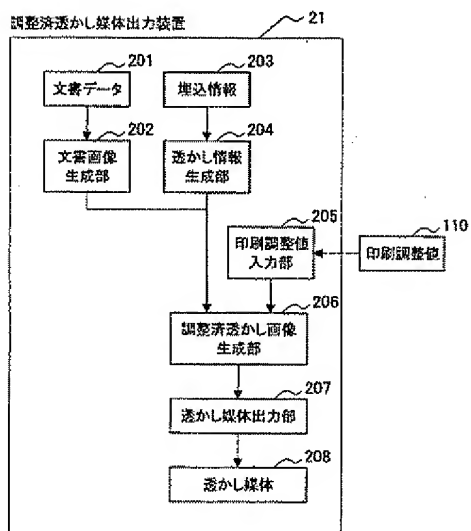 調整済透かし媒体出力装置
21
201
文書データ
203
埋込情報
202
文書画像
生成部
204
透かし情報
生成部
205
印刷調整値
入力部
110
印刷調整値
206
調整済透かし画像
生成部
207
透かし媒体出力部
208
透かし媒体